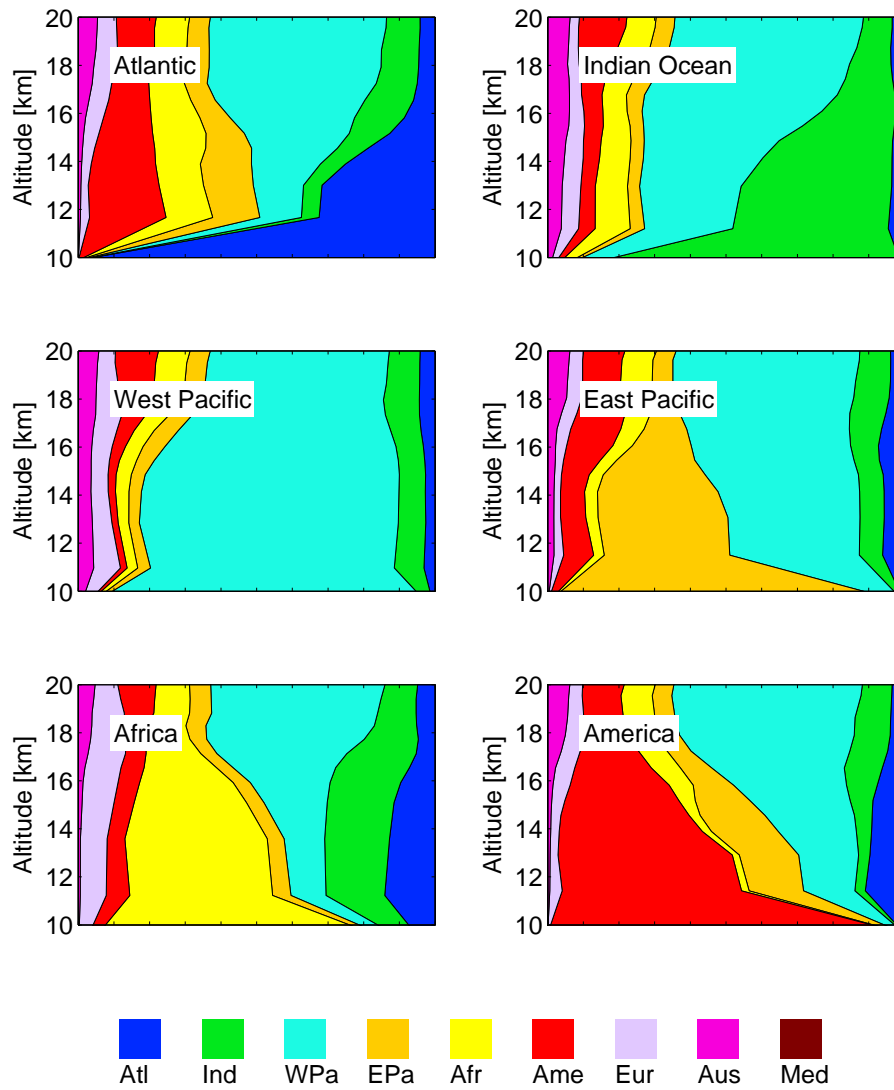 20
18
16
14
12
10
Altitude [km]
Atlantic
20
18
16
14
12
10
Altitude [km]
Indian Ocean
20
18
16
14
12
10
Altitude [km]
West Pacific
20
18
16
14
12
10
Altitude [km]
East Pacific
20
18
16
14
12
10
Altitude [km]
Africa
20
18
16
14
12
10
Altitude [km]
America
Atl Ind WPa EPa Afr Ame Eur Aus Med